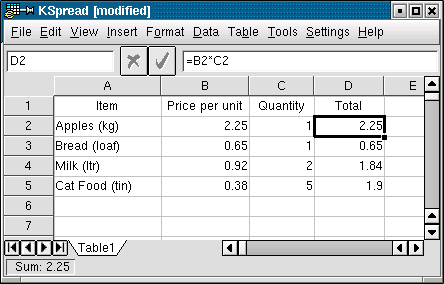 KSpread [modified]
File Edit View Insert Format Data Table Tools Settings Help
D2 =B2*C2
A B C D E
1 Item Price per unit Quantity Total
2 Apples (kg) 2.25 1 2.25
3 Bread (loaf) 0.65 1 0.65
4 Milk (ltr) 0.92 2 1.84
5 Cat Food (tin) 0.38 5 1.9
6
7
Table1
Sum: 2.25